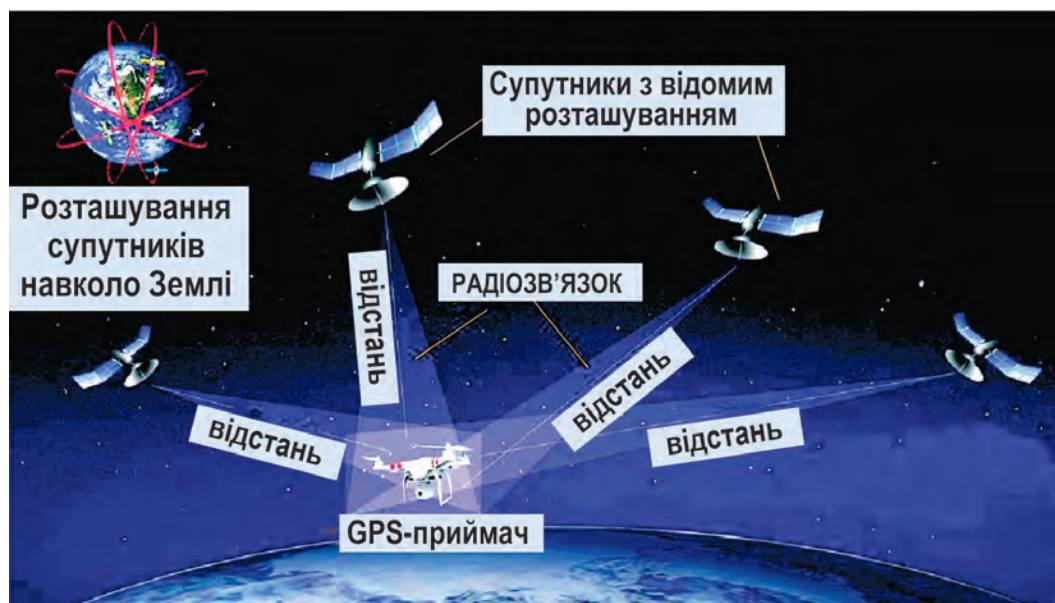 Супутники з відомим
розташуванням
Розташування
супутників
навколо Землі
РАДІОЗВ’ЯЗОК
відстань
відстань
відстань
відстань
GPS-приймач